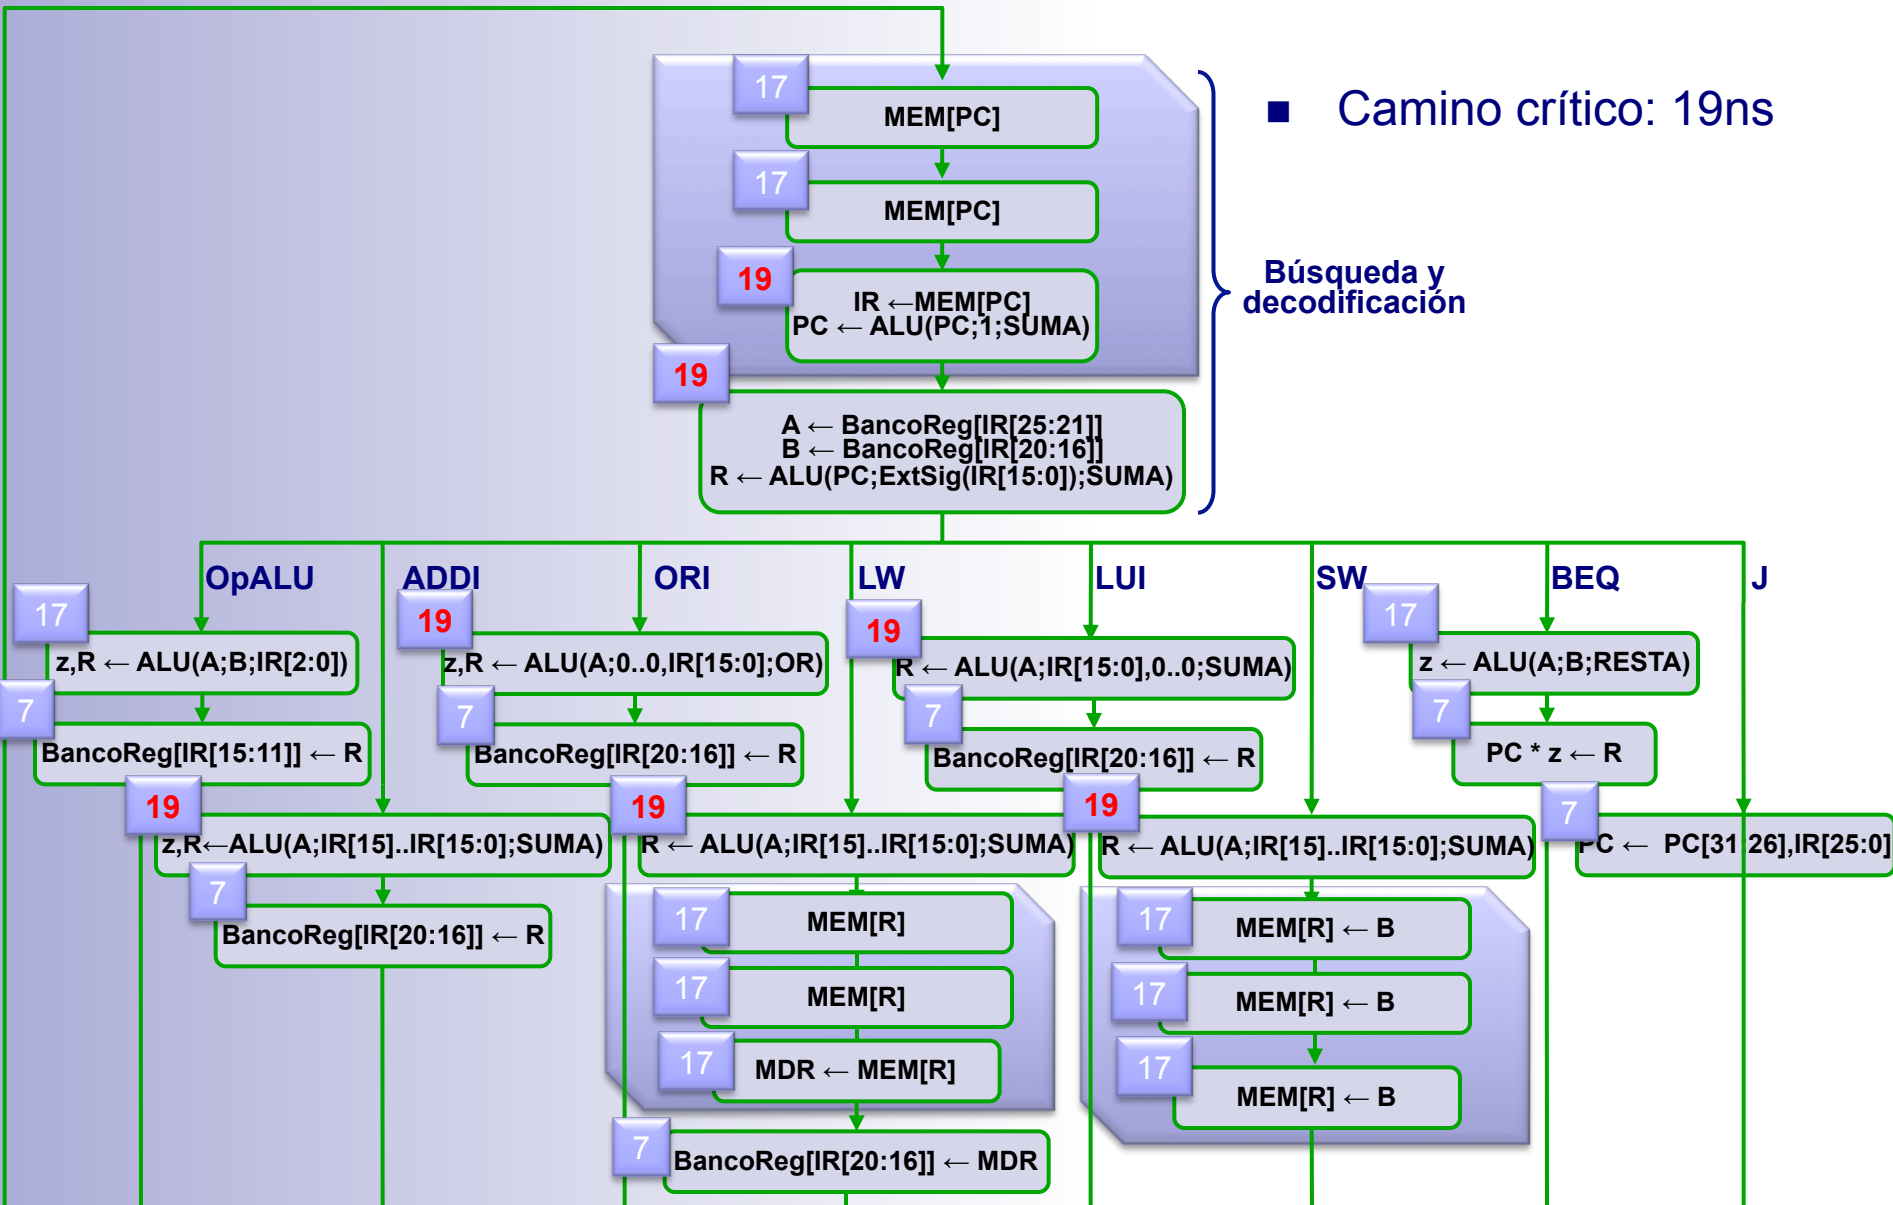 17
MEM[PC]
■ Camino crítico: 19ns
17
MEM[PC]
19
IR ←MEM[PC]
PC ← ALU(PC;1;SUMA)
Búsqueda y
decodificación
19
A ← BancoReg[IR[25:21]]
B ← BancoReg[IR[20:16]]
R ← ALU(PC;ExtSig(IR[15:0]);SUMA)
OpALU
ADDI
ORI
LW
LUI
SW
BEQ
J
17
z,R ← ALU(A;B;IR[2:0])
7
BancoReg[IR[15:11]] ← R
19
z,R ← ALU(A;0..0,IR[15:0];OR)
7
BancoReg[IR[20:16]] ← R
19
R ← ALU(A;IR[15:0],0..0;SUMA)
7
BancoReg[IR[20:16]] ← R
17
z ← ALU(A;B;RESTA)
7
PC * z ← R
19
z,R←ALU(A;IR[15]..IR[15:0];SUMA)
7
BancoReg[IR[20:16]] ← R
19
R ← ALU(A;IR[15]..IR[15:0];SUMA)
17
MEM[R]
17
MEM[R]
17
MDR ← MEM[R]
7
BancoReg[IR[20:16]] ← MDR
19
R ← ALU(A;IR[15]..IR[15:0];SUMA)
17
MEM[R] ← B
17
MEM[R] ← B
17
MEM[R] ← B
7
PC ← PC[31:26],IR[25:0]